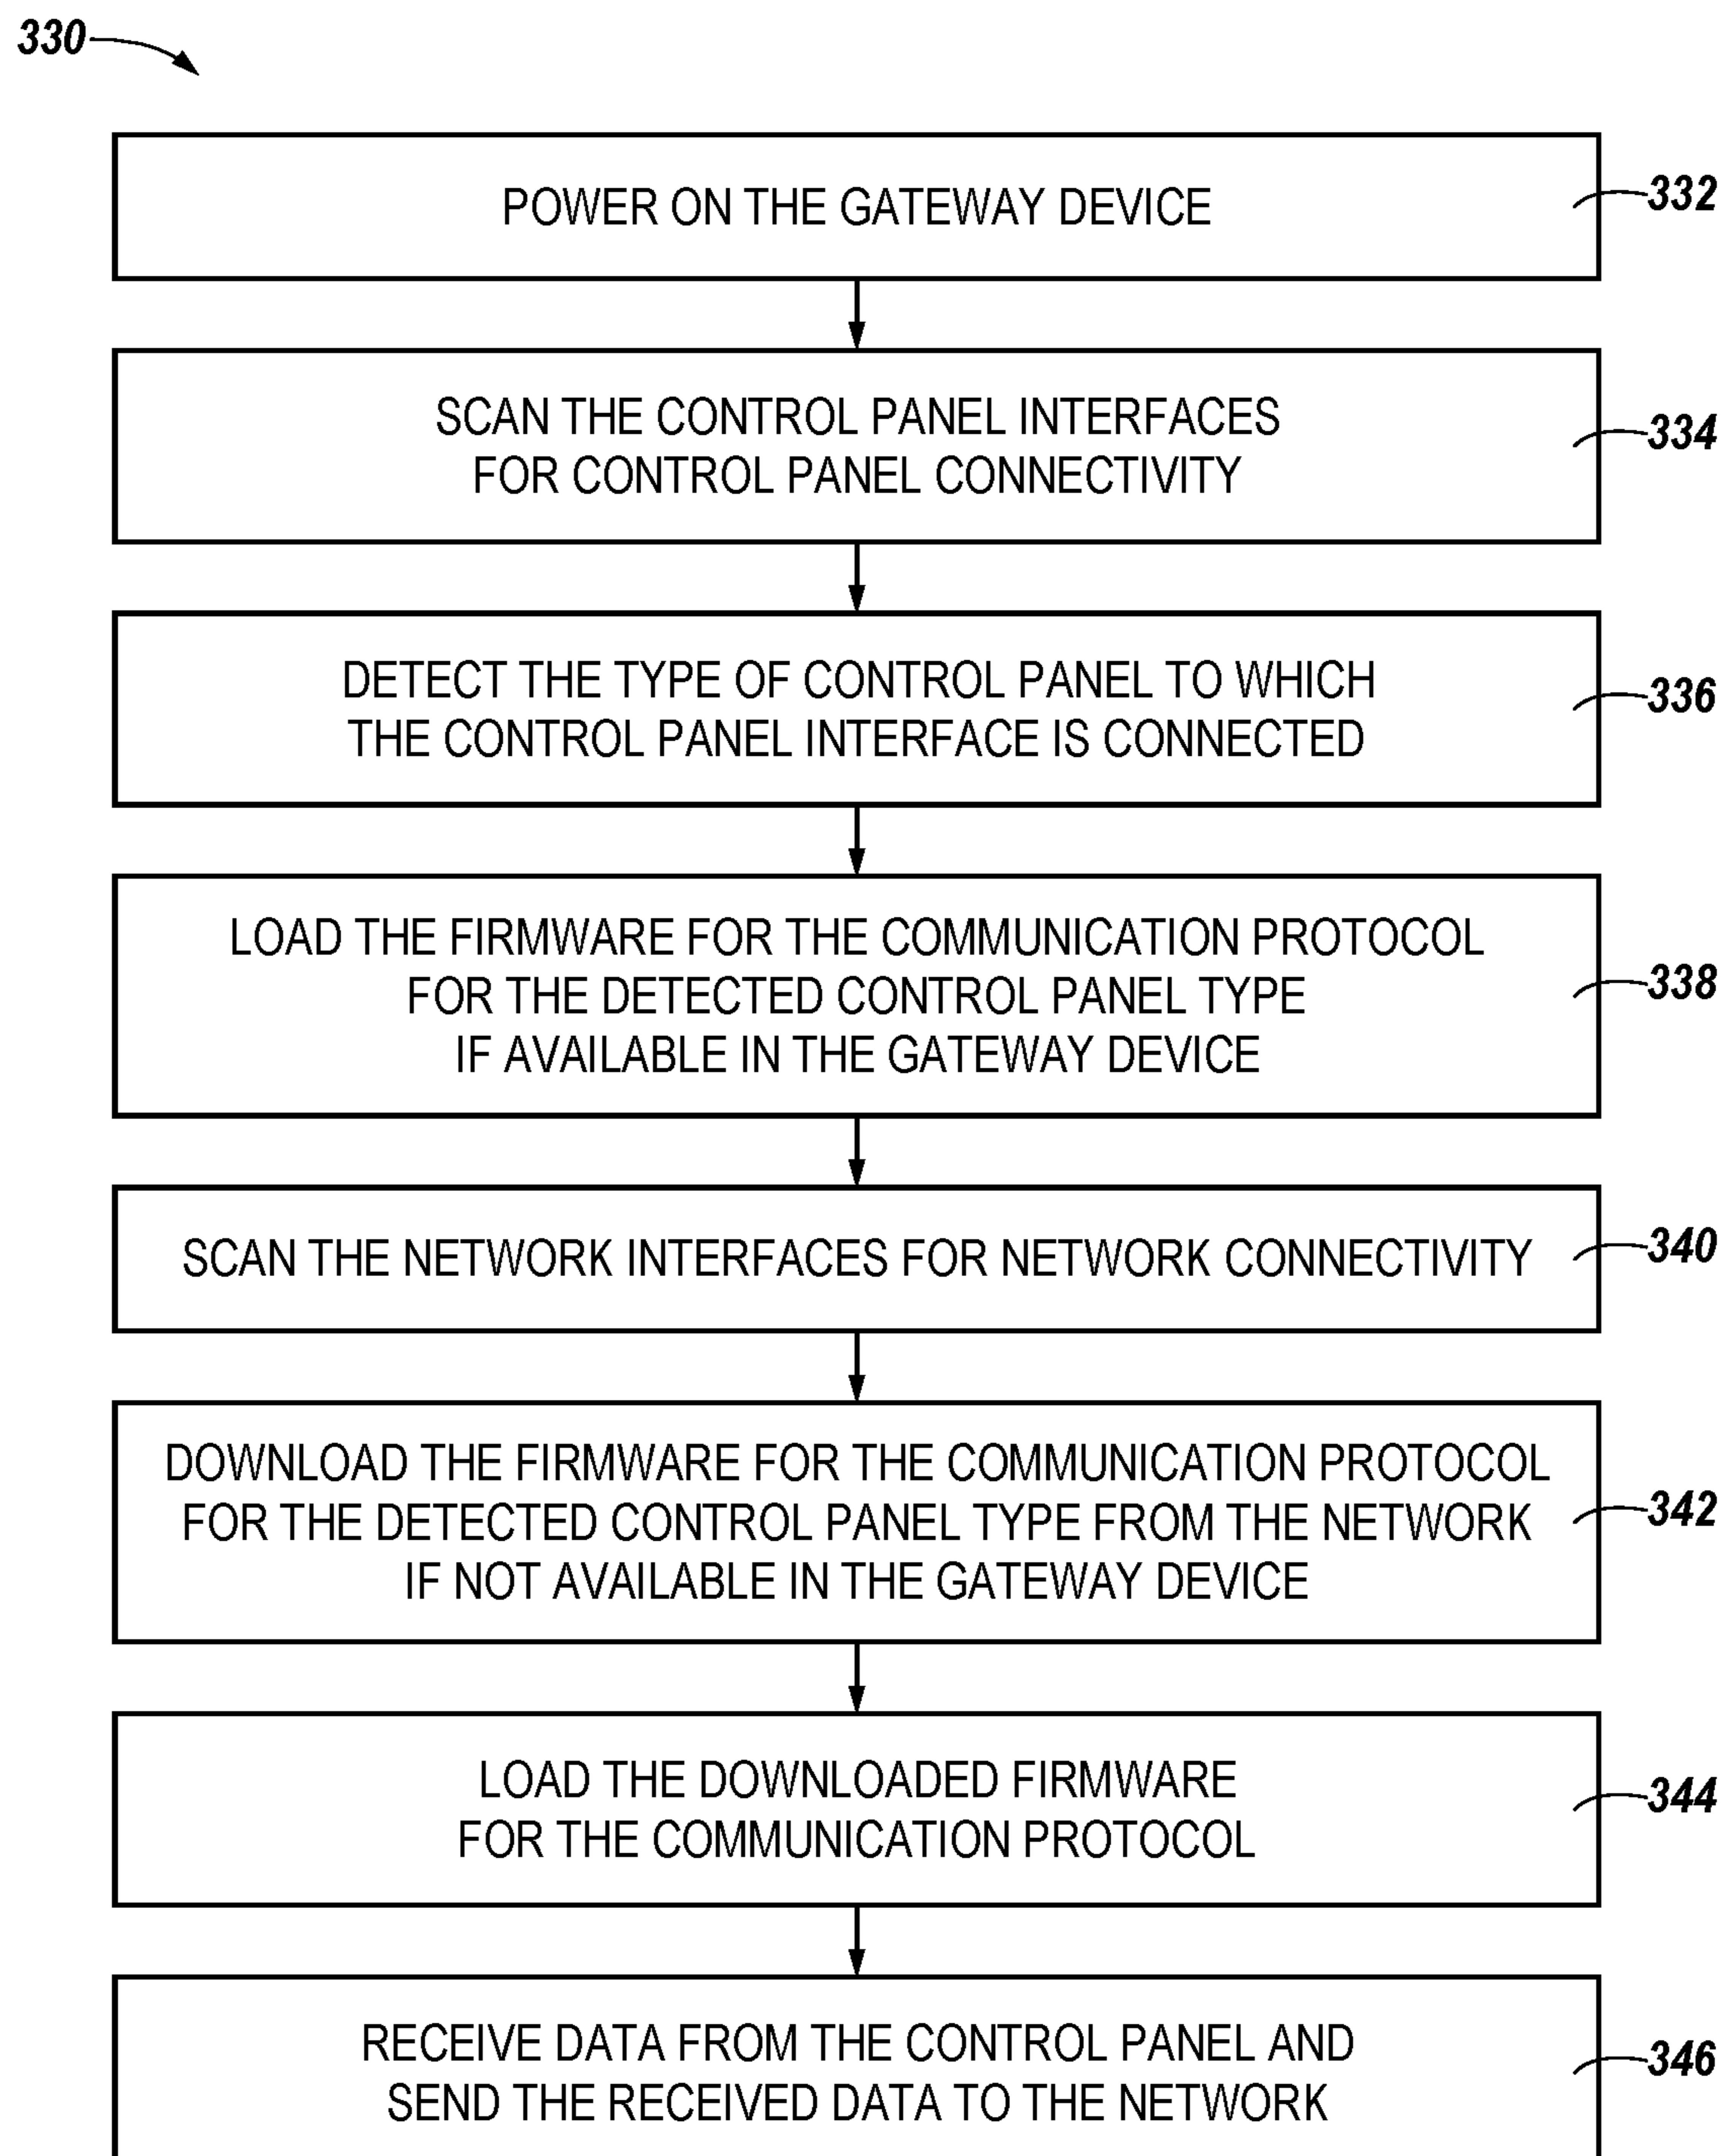 330
POWER ON THE GATEWAY DEVICE
332
SCAN THE CONTROL PANEL INTERFACES
FOR CONTROL PANEL CONNECTIVITY
334
DETECT THE TYPE OF CONTROL PANEL TO WHICH
THE CONTROL PANEL INTERFACE IS CONNECTED
336
LOAD THE FIRMWARE FOR THE COMMUNICATION PROTOCOL
FOR THE DETECTED CONTROL PANEL TYPE
IF AVAILABLE IN THE GATEWAY DEVICE
338
SCAN THE NETWORK INTERFACES FOR NETWORK CONNECTIVITY
340
DOWNLOAD THE FIRMWARE FOR THE COMMUNICATION PROTOCOL
FOR THE DETECTED CONTROL PANEL TYPE FROM THE NETWORK
IF NOT AVAILABLE IN THE GATEWAY DEVICE
342
LOAD THE DOWNLOADED FIRMWARE
FOR THE COMMUNICATION PROTOCOL
344
RECEIVE DATA FROM THE CONTROL PANEL AND
SEND THE RECEIVED DATA TO THE NETWORK
346